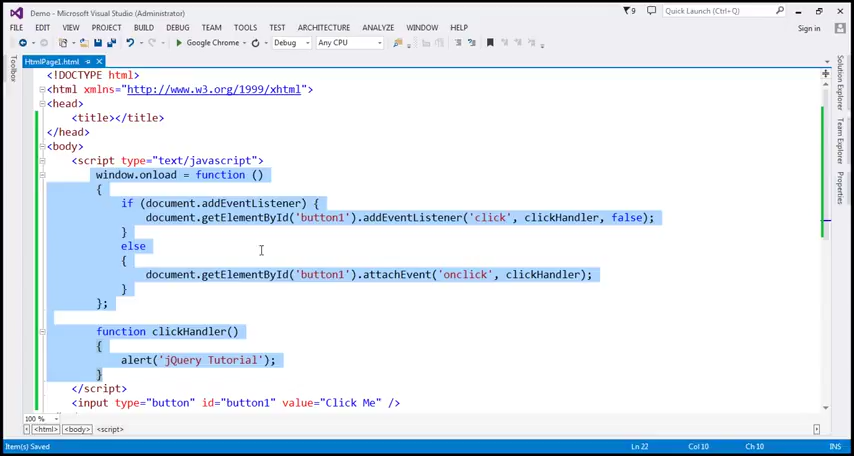 Demo - Microsoft Visual Studio (Administrator)
9
Quick Launch (Ctrl+Q)
FILE EDIT VIEW PROJECT BUILD DEBUG TEAM TOOLS TEST ARCHITECTURE ANALYZE WINDOW HELP
Sign in
Google Chrome Debug Any CPU
Toolbox
HtmlPage1.html
Solution Explorer
Team Explorer
Properties
<!DOCTYPE html>
<html xmlns="http://www.w3.org/1999/xhtml">
<head>
<title></title>
</head>
<body>
<script type="text/javascript">
window.onload = function ()
{
if (document.addEventListener) {
document.getElementById('button1').addEventListener('click', clickHandler, false);
}
else
{
document.getElementById('button1').attachEvent('onclick', clickHandler);
}
};
function clickHandler()
{
alert('jQuery Tutorial');
}
</script>
<input type="button" id="button1" value="Click Me" />
100 %
<html> <body> <script>
Item(s) Saved
Ln 22 Col 10 Ch 10 INS